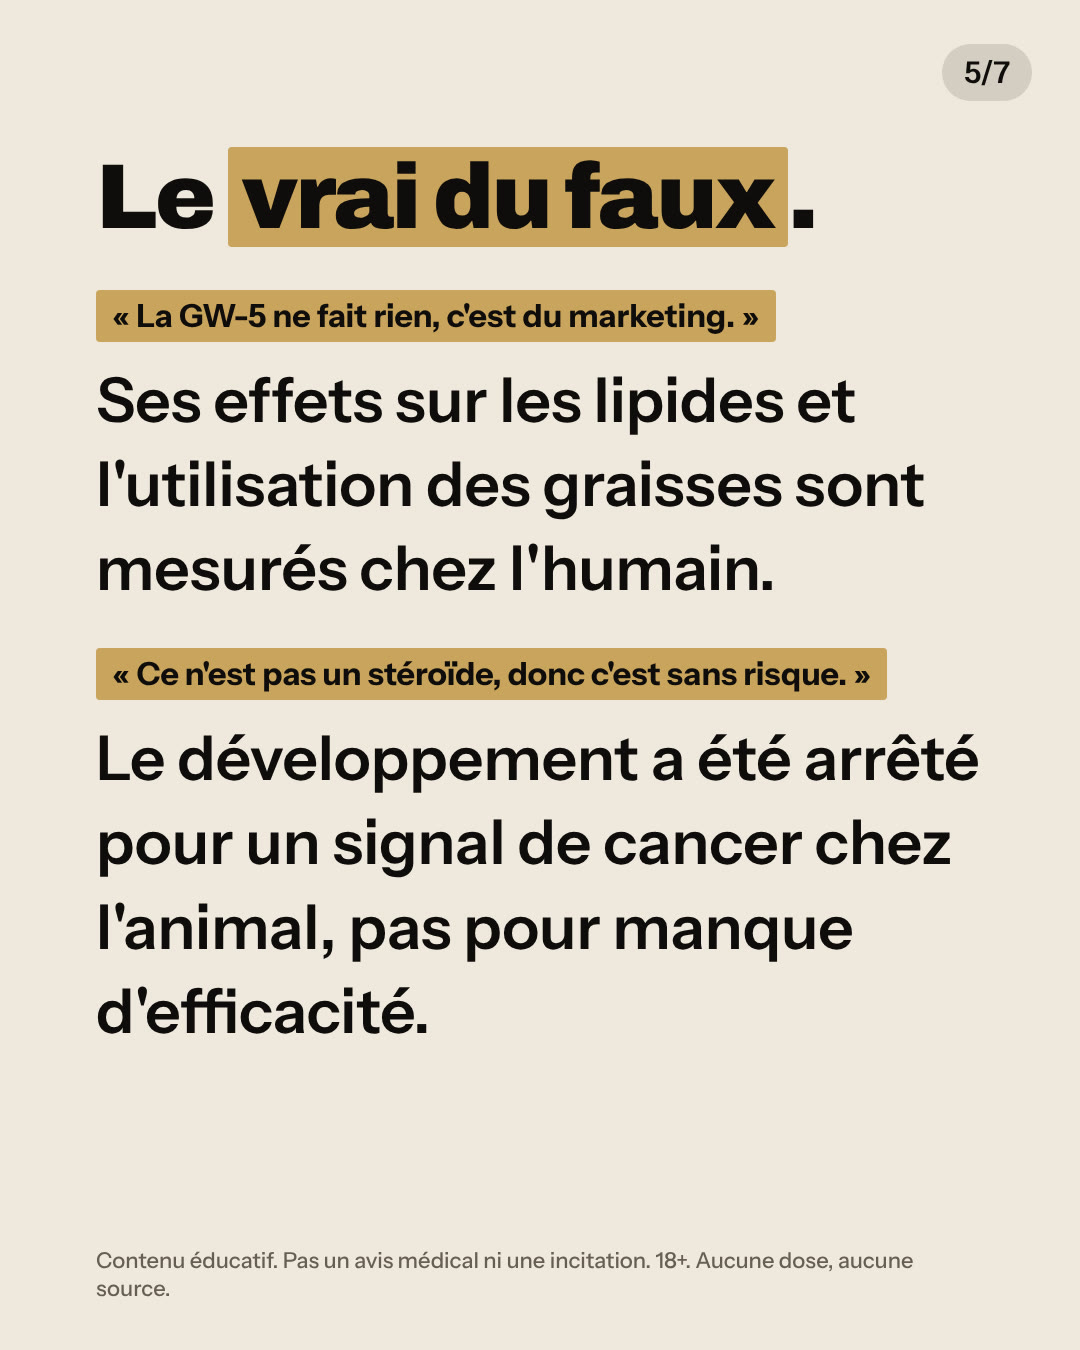 5/7
Le vrai du faux.
« La GW-5 ne fait rien, c'est du marketing. »
Ses effets sur les lipides et
l'utilisation des graisses sont
mesurés chez l'humain.
« Ce n'est pas un stéroïde, donc c'est sans risque. »
Le développement a été arrêté
pour un signal de cancer chez
l'animal, pas pour manque
d'efficacité.
Contenu éducatif. Pas un avis médical ni une incitation. 18+. Aucune dose, aucune
source.